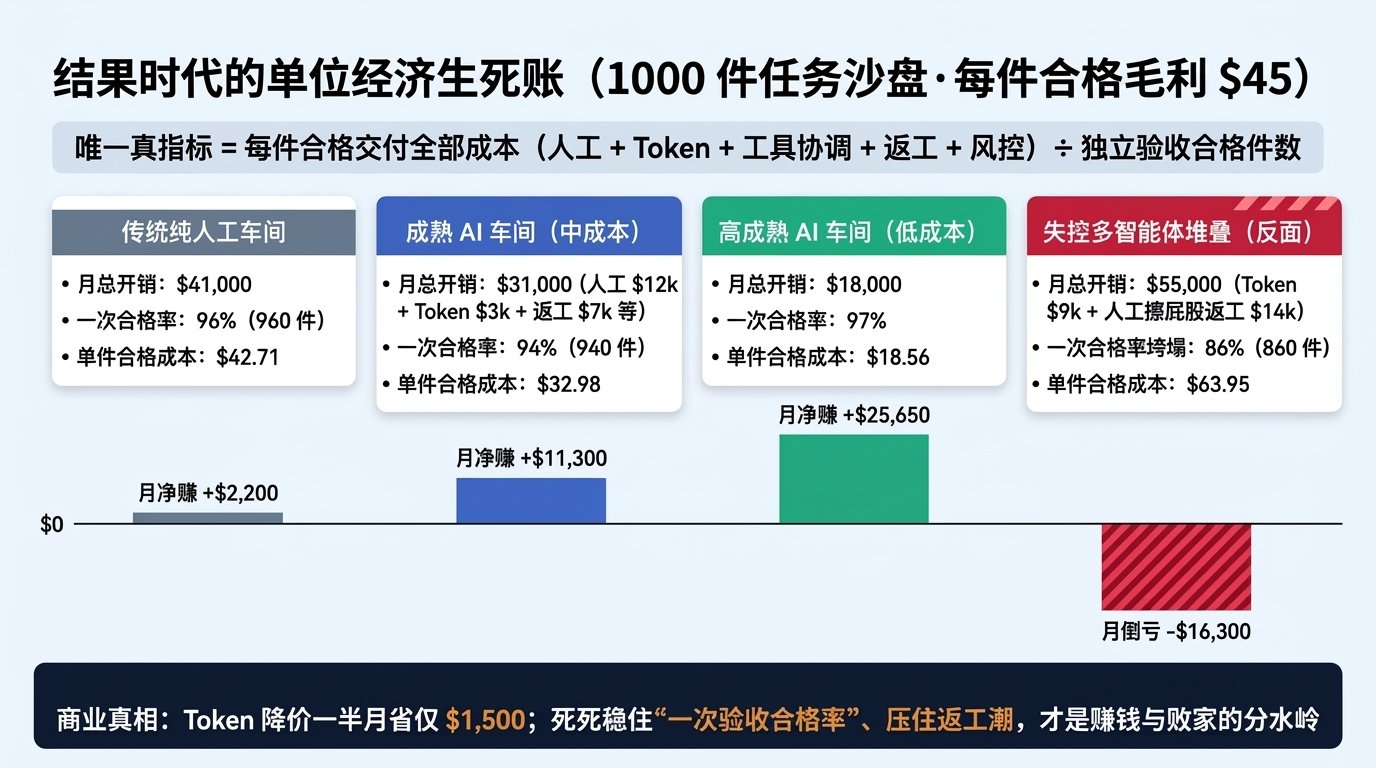 结果时代的单位经济生死账（1000 件任务沙盘·每件合格毛利 $45）
唯一真指标 = 每件合格交付全部成本（人工 + Token + 工具协调 + 返工 + 风控）÷ 独立验收合格件数
传统纯人工车间
• 月总开销：$41,000
• 一次合格率：96%（960 件）
• 单件合格成本：$42.71
成熟 AI 车间（中成本）
• 月总开销：$31,000 (人工 $12k
+ Token $3k + 返工 $7k 等）
• 一次合格率：94%（940 件）
• 单件合格成本：$32.98
高成熟 AI 车间（低成本）
• 月总开销：$18,000
• 一次合格率：97%
• 单件合格成本：$18.56
失控多智能体堆叠（反面）
• 月总开销：$55,000（Token
$9k + 人工擦屁股返工 $14k）
• 一次合格率垮塌：86%（860 件）
• 单件合格成本：$63.95
月净赚 +$2,200
月净赚 +$11,300
月净赚 +$25,650
$0
月倒亏 -$16,300
商业真相：Token 降价一半月省仅 $1,500；死死稳住“一次验收合格率”、压住返工潮，才是赚钱与败家的分水岭